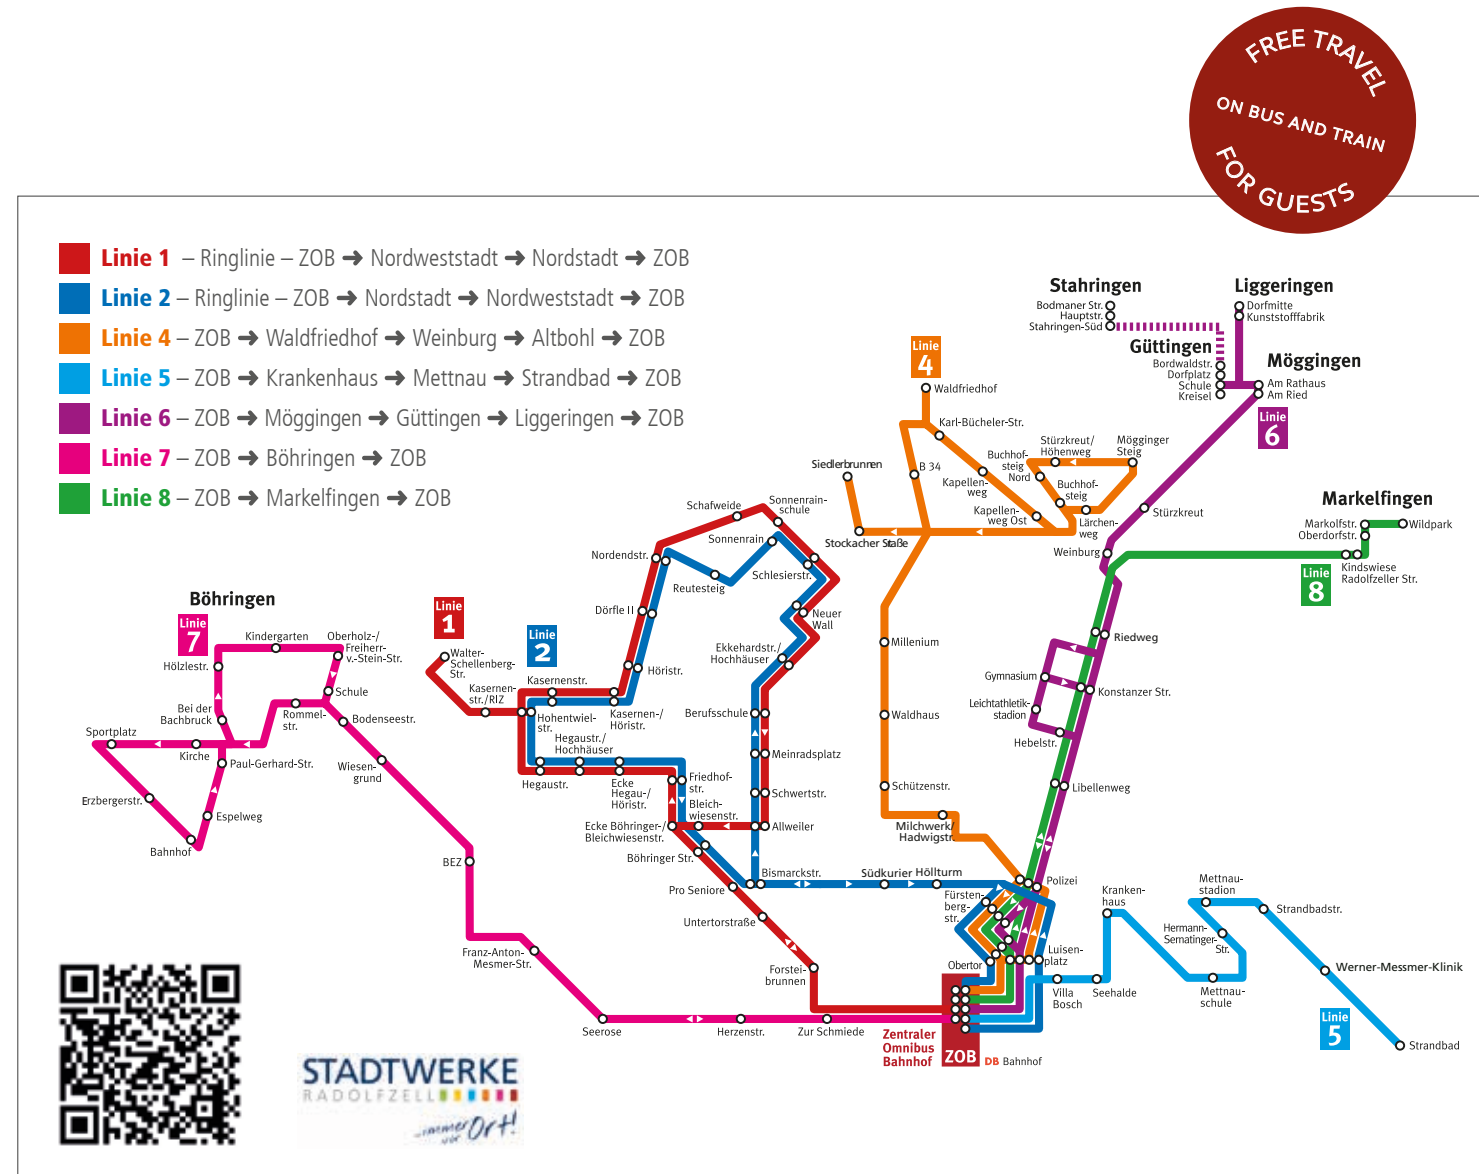 FREE TRAVEL
ON BUS AND TRAIN
FOR GUESTS
Linie 1 – Ringlinie – ZOB ➜ Nordweststadt ➜ Nordstadt ➜ ZOB
Linie 2 – Ringlinie – ZOB ➜ Nordstadt ➜ Nordweststadt ➜ ZOB
Linie 4 – ZOB ➜ Waldfriedhof ➜ Weinburg ➜ Altbohl ➜ ZOB
Linie 5 – ZOB ➜ Krankenhaus ➜ Mettnau ➜ Strandbad ➜ ZOB
Linie 6 – ZOB ➜ Möggingen ➜ Güttingen ➜ Liggeringen ➜ ZOB
Linie 7 – ZOB ➜ Böhringen ➜ ZOB
Linie 8 – ZOB ➜ Markelfingen ➜ ZOB
Stahringen
Bodmaner Str.
Hauptstr.
Stahringen-Süd
Liggeringen
Dorfmitte
Kunststofffabrik
Güttingen
Bordwaldstr.
Dorfplatz
Schule
Kreisel
Möggingen
Am Rathaus
Am Ried
Linie
6
Linie
4
Waldfriedhof
Karl-Bücheler-Str.
B 34
Siedlerbrunnen
Stockacher Staße
Kapellen-
weg
Kapellen-
weg Ost
Buchhof-
steig
Nord
Stürzkreut/
Höhenweg
Mögginger
Steig
Buchhof-
steig
Lärchen-
weg
Stürzkreut
Weinburg
Markelfingen
Markolfstr.
Oberdorfstr.
Wildpark
Kindswiese
Radolfzeller Str.
Linie
8
Riedweg
Gymnasium
Konstanzer Str.
Leichtathletik-
stadion
Hebelstr.
Libellenweg
Millenium
Waldhaus
Schützenstr.
Milchwerk/
Hadwigstr.
Polizei
Schafweide
Sonnenrain-
schule
Sonnenrain
Nordendstr.
Reutesteig
Schlesierstr.
Dörfle II
Neuer
Wall
Ekkehardstr./
Hochhäuser
Höristr.
Berufsschule
Meinradsplatz
Schwertstr.
Allweiler
Linie
1
Walter-
Schellenberg-
Str.
Kasernen-
str./RIZ
Linie
2
Kasernenstr.
Kasernen-/
Höristr.
Hohentwiel-
str.
Hegaustr./
Hochhäuser
Hegaustr.
Ecke
Hegau-/
Höristr.
Friedhof-
str.
Bleich-
wiesenstr.
Ecke Böhringer-/
Bleichwiesenstr.
Böhringer Str.
Pro Seniore
Untertorstraße
Bismarckstr.
Südkurier
Höllturm
Forstei-
brunnen
Böhringen
Linie
7
Kindergarten
Oberholz-/
Freiherr-
v.-Stein-Str.
Hölzlestr.
Schule
Bei der
Bachbruck
Rommel-
str.
Bodenseestr.
Sportplatz
Kirche
Paul-Gerhard-Str.
Wiesen-
grund
Erzbergerstr.
Espelweg
Bahnhof
BEZ
Franz-Anton-
Mesmer-Str.
Seerose
Herzenstr.
Zur Schmiede
Fürsten-
berg-
str.
Obertor
Luisen-
platz
Zentraler
Omnibus
Bahnhof
ZOB
DB Bahnhof
Villa
Bosch
Seehalde
Kranken-
haus
Mettnau-
stadion
Hermann-
Sernatinger-
Str.
Mettnau-
schule
Strandbadstr.
Werner-Messmer-Klinik
Linie
5
Strandbad
STADTWERKE
RADOLFZELL
...immer
vor Ort!